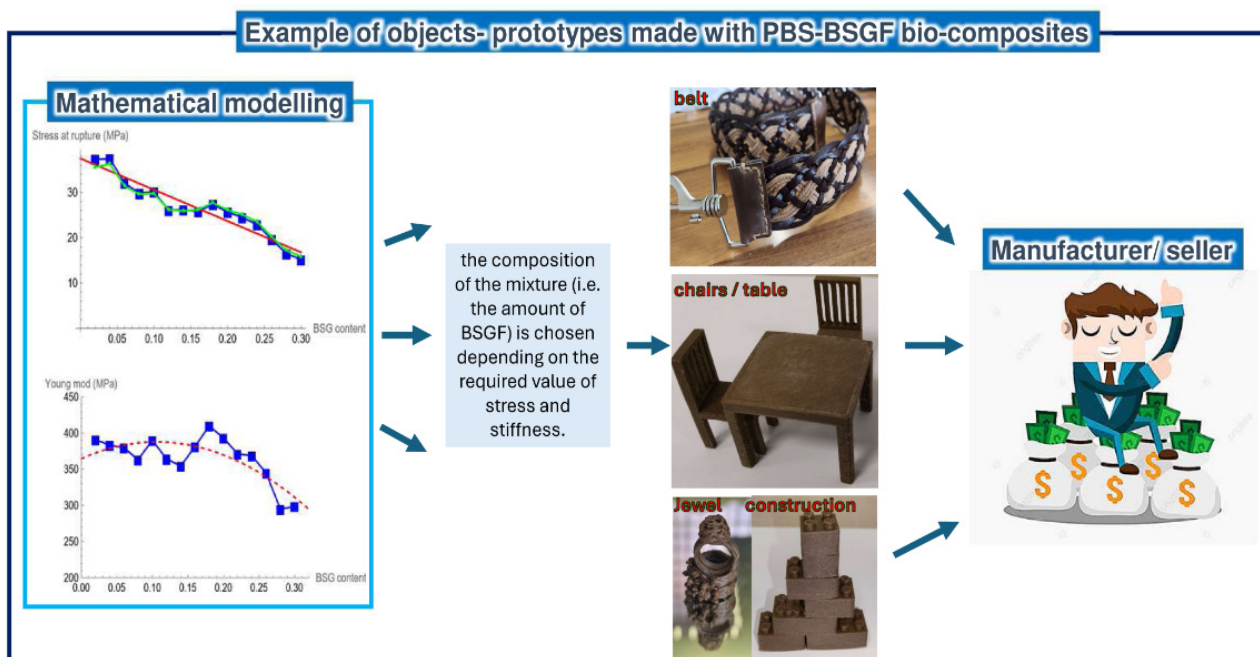 Example of objects- prototypes made with PBS-BSGF bio-composites
Mathematical modelling
Stress at rupture (MPa)
30
20
10
0.05 0.10 0.15 0.20 0.25 0.30
BSG content
Young mod (MPa)
450
400
350
300
250
200
0.00 0.05 0.10 0.15 0.20 0.25 0.30
BSG content
the composition
of the mixture (i.e.
the amount of
BSGF) is chosen
depending on the
required value of
stress and
stiffness.
belt
chairs / table
Jewel
construction
Manufacturer/ seller
$ $ $ $ $